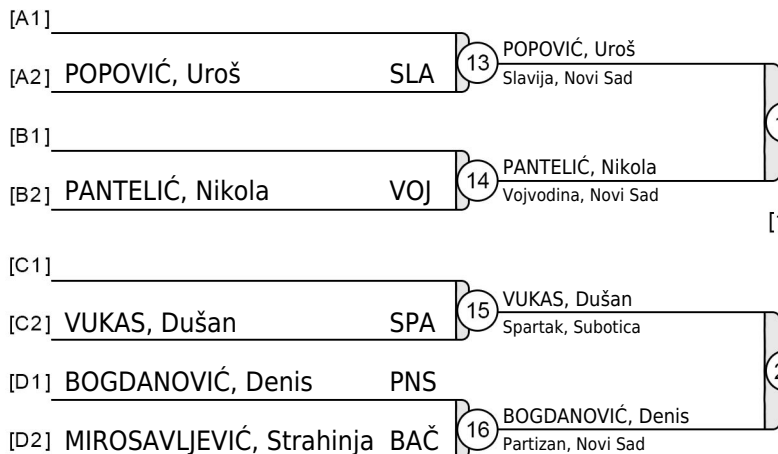 [A1]
[A2] POPOVIĆ, Uroš SLA
13
POPOVIĆ, Uroš
Slavija, Novi Sad
[B1]
[B2] PANTELIĆ, Nikola VOJ
14
PANTELIĆ, Nikola
Vojvodina, Novi Sad
[C1]
[C2] VUKAS, Dušan SPA
15
VUKAS, Dušan
Spartak, Subotica
[D1] BOGDANOVIĆ, Denis PNS
[D2] MIROSAVLJEVIĆ, Strahinja BAČ
16
BOGDANOVIĆ, Denis
Partizan, Novi Sad